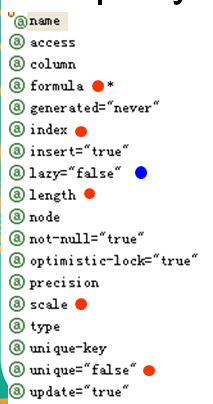 name
access
column
formula *
generated="never"
index
insert="true"
lazy="false"
length
node
not-null="true"
optimistic-lock="true"
precision
scale
type
unique-key
unique="false"
update="true"